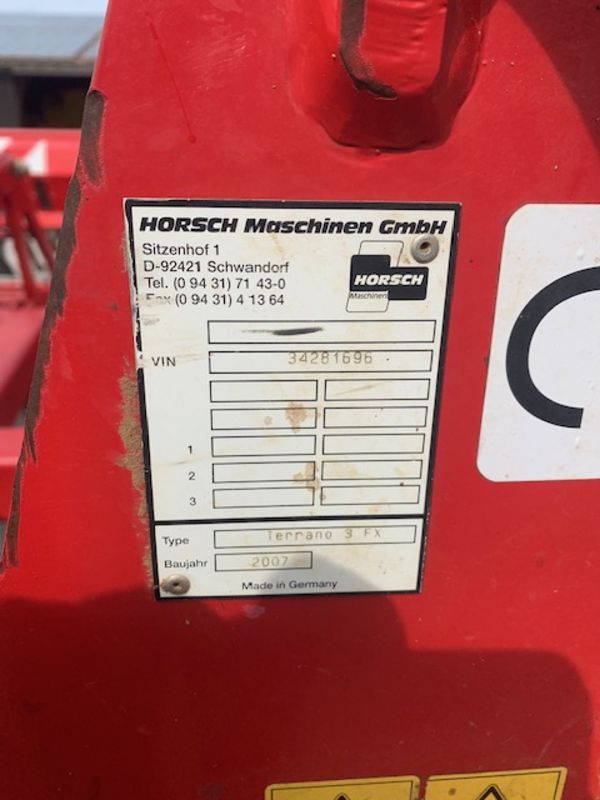 HORSCH Maschinen GmbH
Sitzenhof 1
D-92421 Schwandorf
Tel. (0 94 31) 71 43-0
Fax (0 94 31) 4 13 64
HORSCH
Maschinen
VIN 34281696
1
2
3
Type Terrano 3 FX
Baujahr 2007
Made in Germany
C